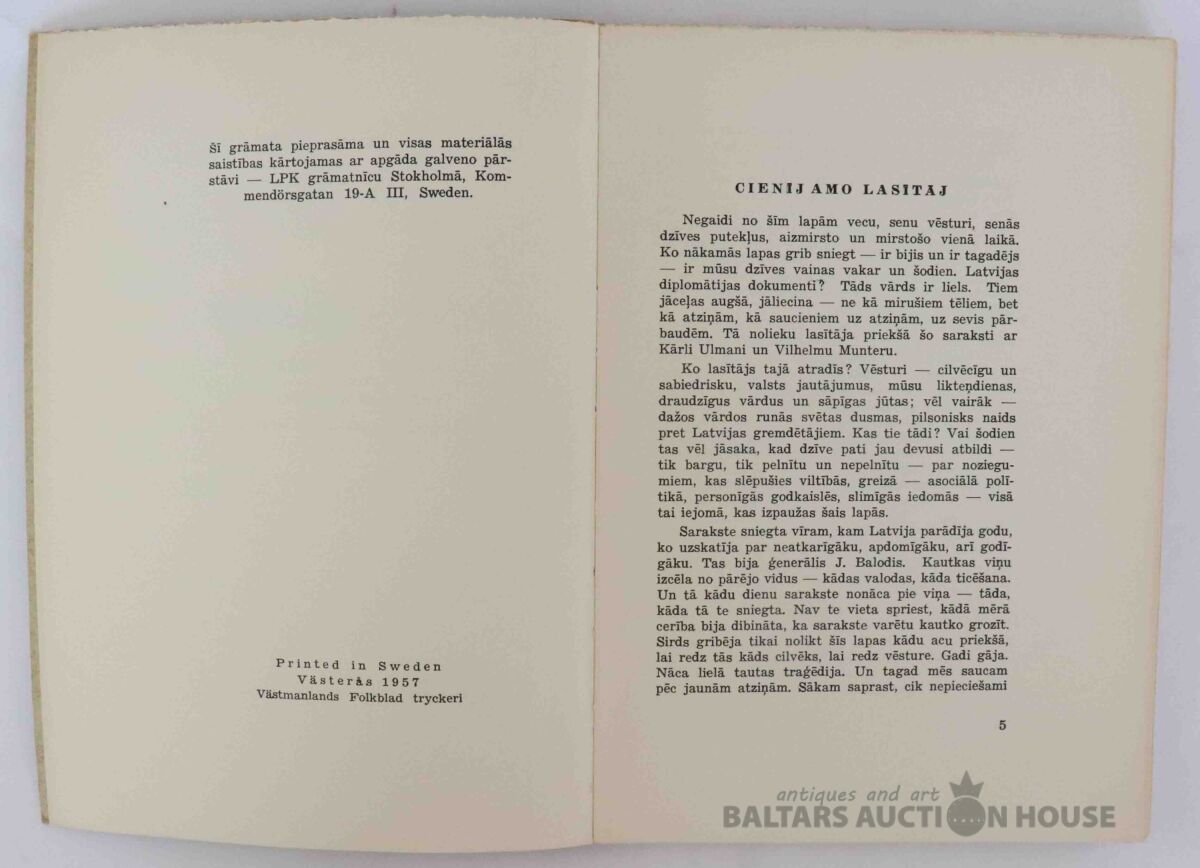 Šī grāmata pieprasāma un visas materiālās
saistības kārtojamas ar apgāda galveno pār-
stāvi — LPK grāmatnīcu Stokholmā, Kom-
mendörsgatan 19-A III, Sweden.
Printed in Sweden
Västerås 1957
Västmanlands Folkblad tryckeri
CIENIJAMO LASĪTĀJ
Negaidi no šīm lapām vecu, senu vēsturi, senās
dzīves putekļus, aizmirsto un mirstošo vienā laikā.
Ko nākamās lapas grib sniegt — ir bijis un ir tagadējs
— ir mūsu dzīves vainas vakar un šodien. Latvijas
diplomātijas dokumenti? Tāds vārds ir liels. Tiem
jāceļas augšā, jāliecina — ne kā mirušiem tēliem, bet
kā atziņām, kā saucieniem uz atziņām, uz sevis pār-
baudēm. Tā nolieku lasītāja priekšā šo saraksti ar
Kārli Ulmani un Vilhelmu Munteru.
Ko lasītājs tajā atradīs? Vēsturi — cilvēcīgu un
sabiedrisku, valsts jautājumus, mūsu likteņdienas,
draudzīgus vārdus un sāpīgas jūtas; vēl vairāk —
dažos vārdos runās svētas dusmas, pilsonisks naids
pret Latvijas gremdētājiem. Kas tie tādi? Vai šodien
tas vēl jāsaka, kad dzīve pati jau devusi atbildi —
tik bargu, tik pelnītu un nepelnītu — par noziegu-
miem, kas slēpušies viltībās, greizā — asociālā polī-
tikā, personīgās godkaislēs, slimīgās iedomās — visā
tai iejomā, kas izpaužas šais lapās.
Sarakste sniegta vīram, kam Latvija parādīja godu,
ko uzskatīja par neatkarīgāku, apdomīgāku, arī godī-
gāku. Tas bija ģenerālis J. Balodis. Kautkas viņu
izcēla no pārējo vidus — kādas valodas, kāda ticēšana.
Un tā kādu dienu sarakste nonāca pie viņa — tāda,
kāda tā te sniegta. Nav te vieta spriest, kādā mērā
cerība bija dibināta, ka sarakste varētu kautko grozīt.
Sirds gribēja tikai nolikt šīs lapas kādu acu priekšā,
lai redz tās kāds cilvēks, lai redz vēsture. Gadi gāja.
Nāca lielā tautas traģēdija. Un tagad mēs saucam
pēc jaunām atziņām. Sākam saprast, cik nepieciešami
5
antiques and art
BALTARS AUCTION HOUSE